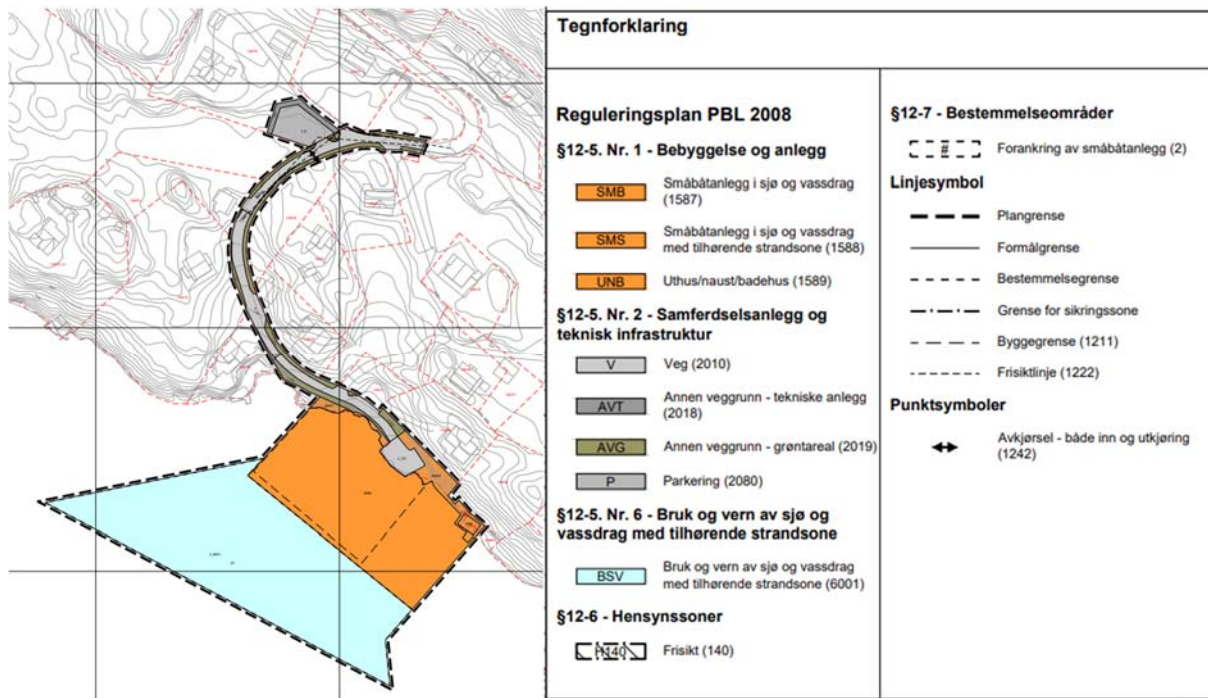 Tegnforklaring
Reguleringsplan PBL 2008
§12-5. Nr. 1 - Bebyggelse og anlegg
SMB
Småbåtanlegg i sjø og vassdrag
(1587)
SMS
Småbåtanlegg i sjø og vassdrag
med tilhørende strandsone (1588)
UNB
Uthus/naust/badehus (1589)
§12-5. Nr. 2 - Samferdselsanlegg og
teknisk infrastruktur
V
Veg (2010)
AVT
Annen veggrunn - tekniske anlegg
(2018)
AVG
Annen veggrunn - grøntareal (2019)
P
Parkering (2080)
§12-5. Nr. 6 - Bruk og vern av sjø og
vassdrag med tilhørende strandsone
BSV
Bruk og vern av sjø og vassdrag
med tilhørende strandsone (6001)
§12-6 - Hensynssoner
H140
Frisikt (140)
§12-7 - Bestemmelseområder
#
Forankring av småbåtanlegg (2)
Linjesymbol
Plangrense
Formålgrense
Bestemmelsegrense
Grense for sikringssone
Byggegrense (1211)
Frisiktlinje (1222)
Punktsymboler
Avkjørsel - både inn og utkjøring
(1242)